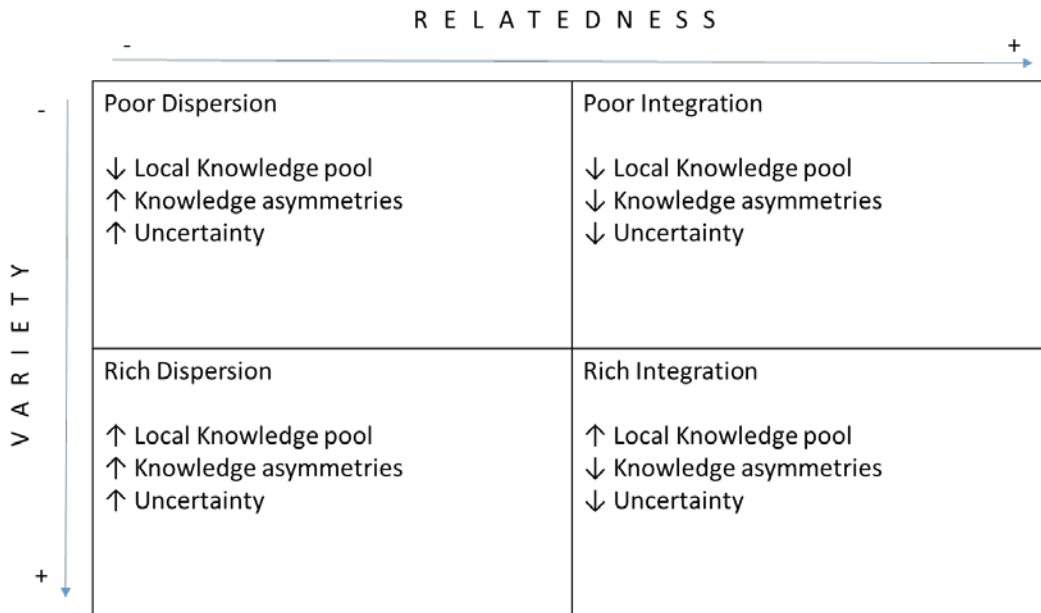 R E L A T E D N E S S
- +
-
Poor Dispersion
↓ Local Knowledge pool
↑ Knowledge asymmetries
↑ Uncertainty
Poor Integration
↓ Local Knowledge pool
↓ Knowledge asymmetries
↓ Uncertainty
V A R I E T Y
Rich Dispersion
↑ Local Knowledge pool
↑ Knowledge asymmetries
↑ Uncertainty
Rich Integration
↑ Local Knowledge pool
↓ Knowledge asymmetries
↓ Uncertainty
+